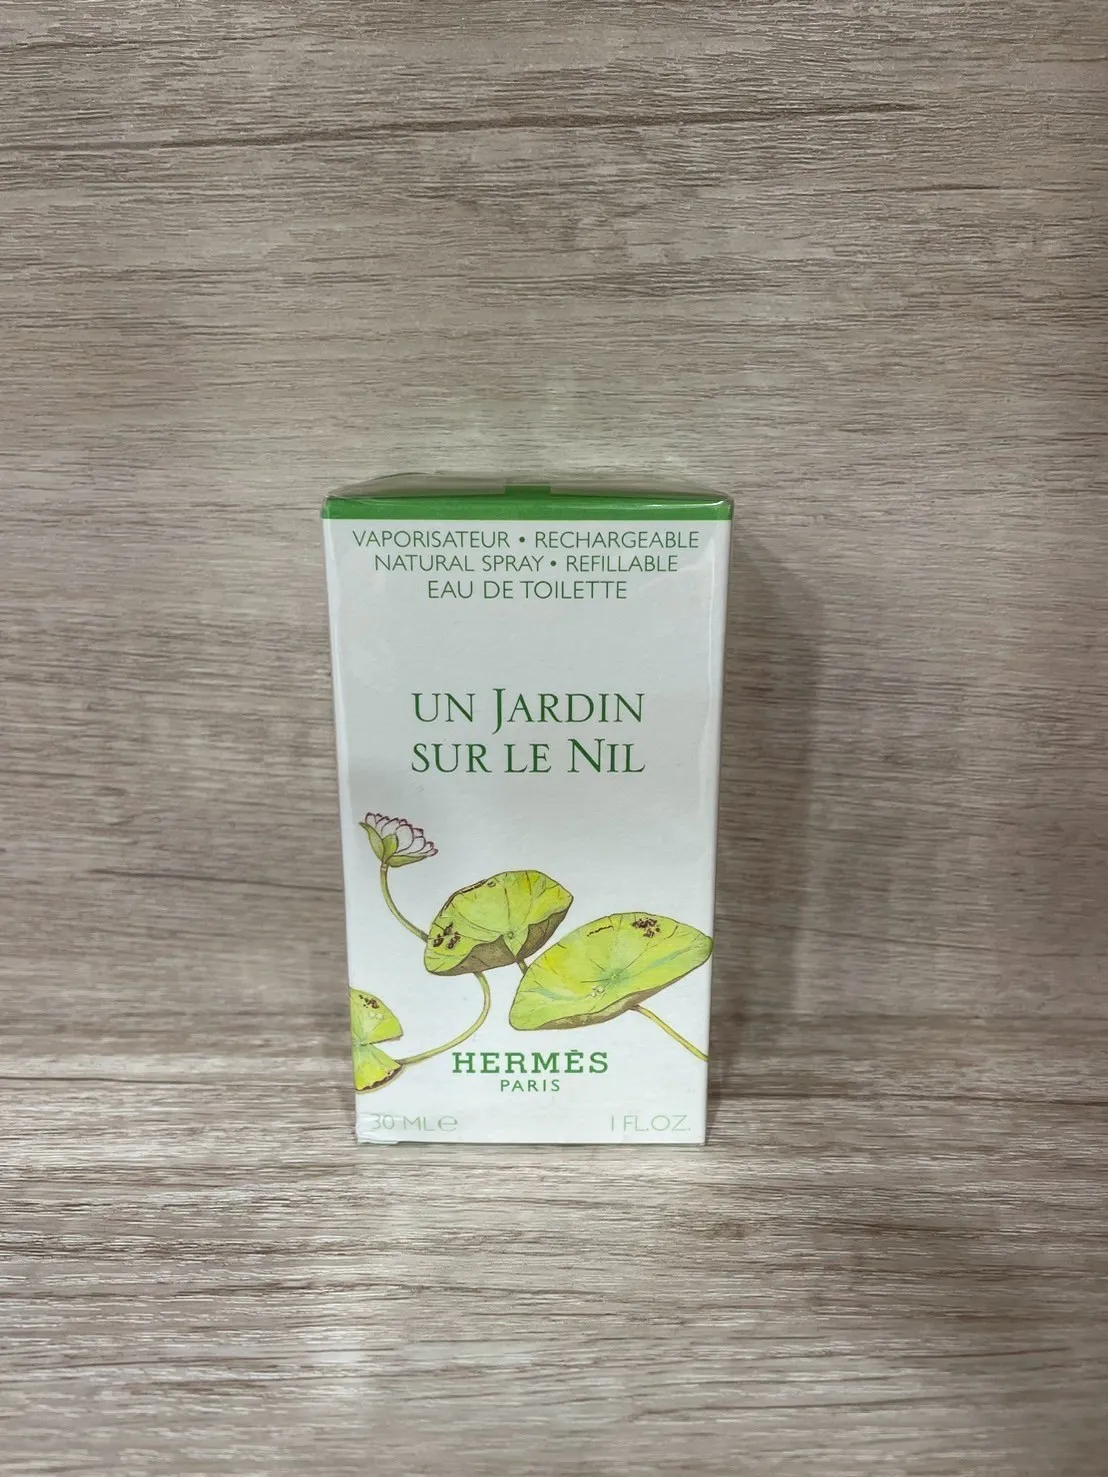 VAPORISATEUR • RECHARGEABLE
NATURAL SPRAY • REFILLABLE
EAU DE TOILETTE
UN JARDIN
SUR LE NIL
HERMÈS
PARIS
30 ML ℮
1 FL.OZ.